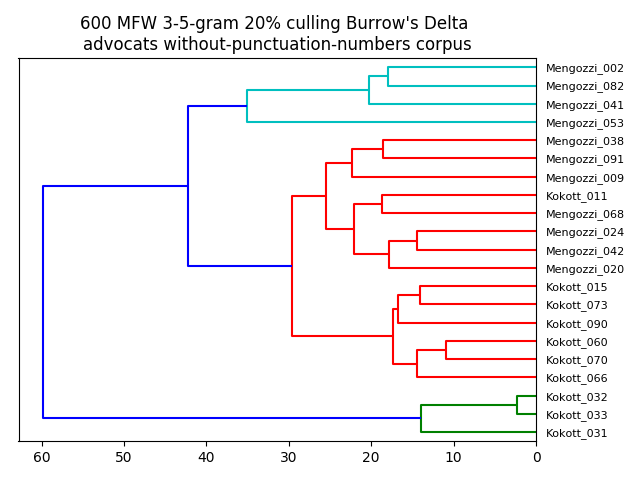 600 MFW 3-5-gram 20% culling Burrow's Delta
advocats without-punctuation-numbers corpus
Mengozzi_002
Mengozzi_082
Mengozzi_041
Mengozzi_053
Mengozzi_038
Mengozzi_091
Mengozzi_009
Kokott_011
Mengozzi_068
Mengozzi_024
Mengozzi_042
Mengozzi_020
Kokott_015
Kokott_073
Kokott_090
Kokott_060
Kokott_070
Kokott_066
Kokott_032
Kokott_033
Kokott_031
60 50 40 30 20 10 0